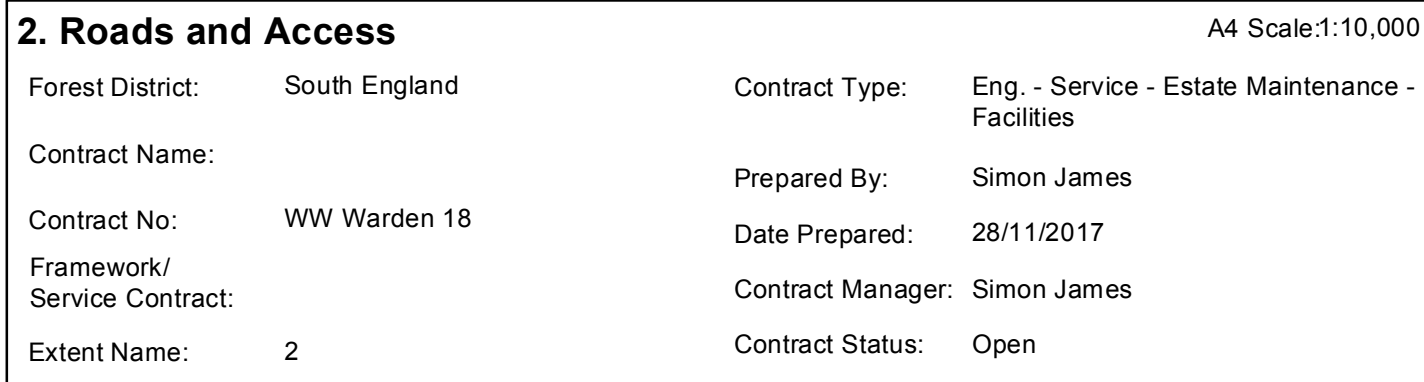 2. Roads and Access
A4 Scale:1:10,000
Forest District: South England
Contract Name:
Contract No: WW Warden 18
Framework/
Service Contract:
Extent Name: 2
Contract Type: Eng. - Service - Estate Maintenance -
Facilities
Prepared By: Simon James
Date Prepared: 28/11/2017
Contract Manager: Simon James
Contract Status: Open